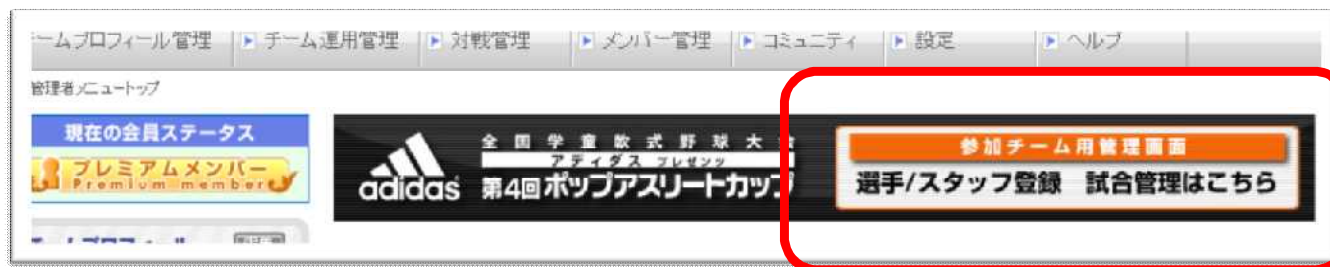 ームプロフィール管理 チーム運用管理 対戦管理 メンバー管理 コミュニティ 設定 ヘルプ
管理者メニュートップ
現在の会員ステータス
プレミアムメンバー
Premium member
adidas
全国学童軟式野球大会
アディダス プレゼンツ
第4回ポップアスリートカップ
参加チーム用管理画面
選手/スタッフ登録 試合管理はこちら